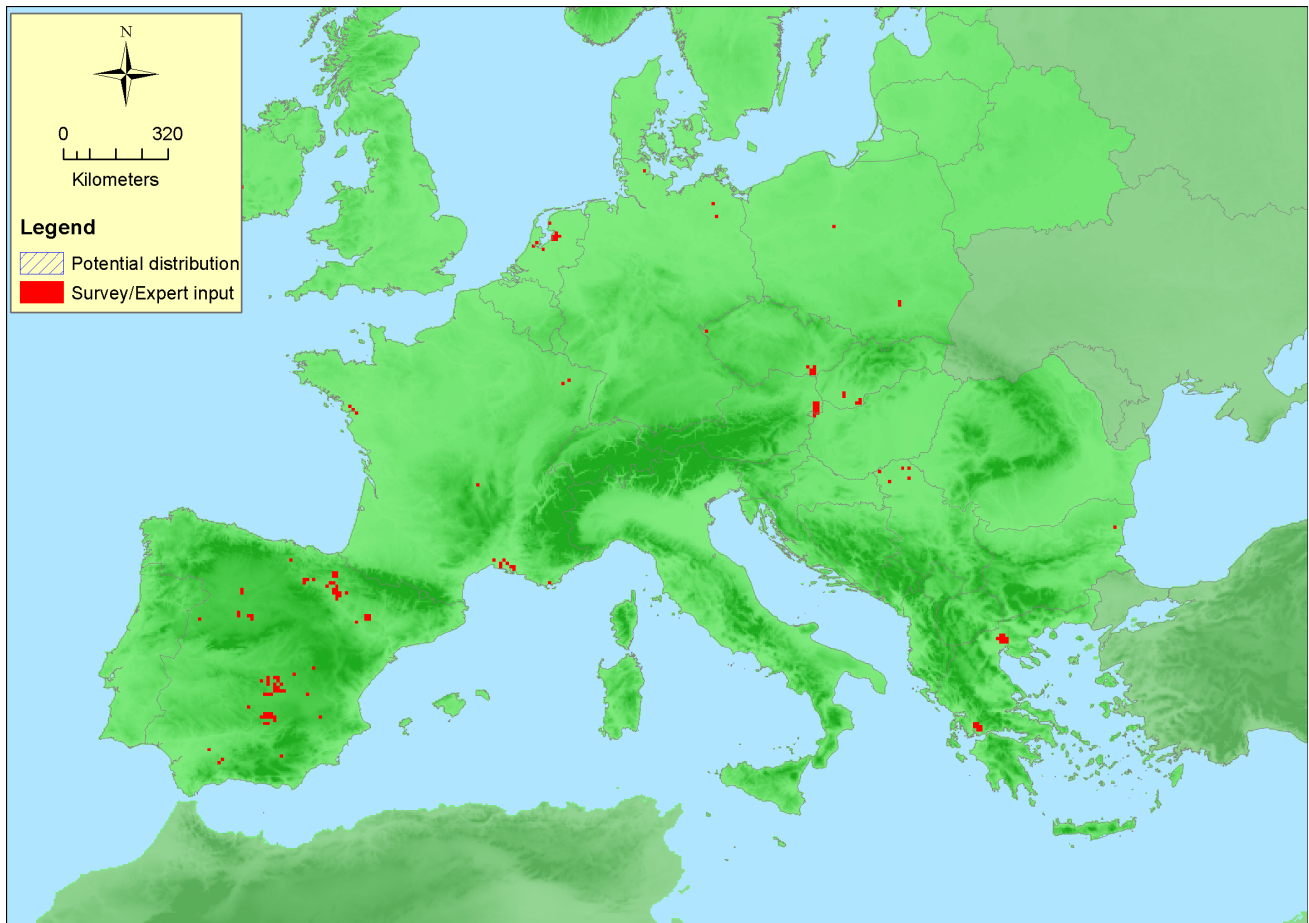 N
0 320
Kilometers
Legend
Potential distribution
Survey/Expert input